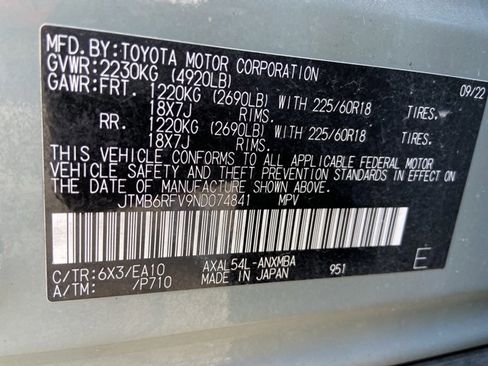 MFD. BY: TOYOTA MOTOR CORPORATION 09/22
GVWR: 2230KG (4920LB)
GAWR: FRT. 1220KG (2690LB) WITH 225/60R18 TIRES.
18X7J RIMS.
RR. 1220KG (2690LB) WITH 225/60R18 TIRES.
18X7J RIMS.
THIS VEHICLE CONFORMS TO ALL APPLICABLE FEDERAL MOTOR
VEHICLE SAFETY AND THEFT PREVENTION STANDARDS IN EFFECT
ON THE DATE OF MANUFACTURE SHOWN ABOVE.
JTMB6RFV9ND074841 MPV
C/TR: 6X3/EA10 AXAL54L-ANXMBA 951 E
A/TM: /P710 MADE IN JAPAN